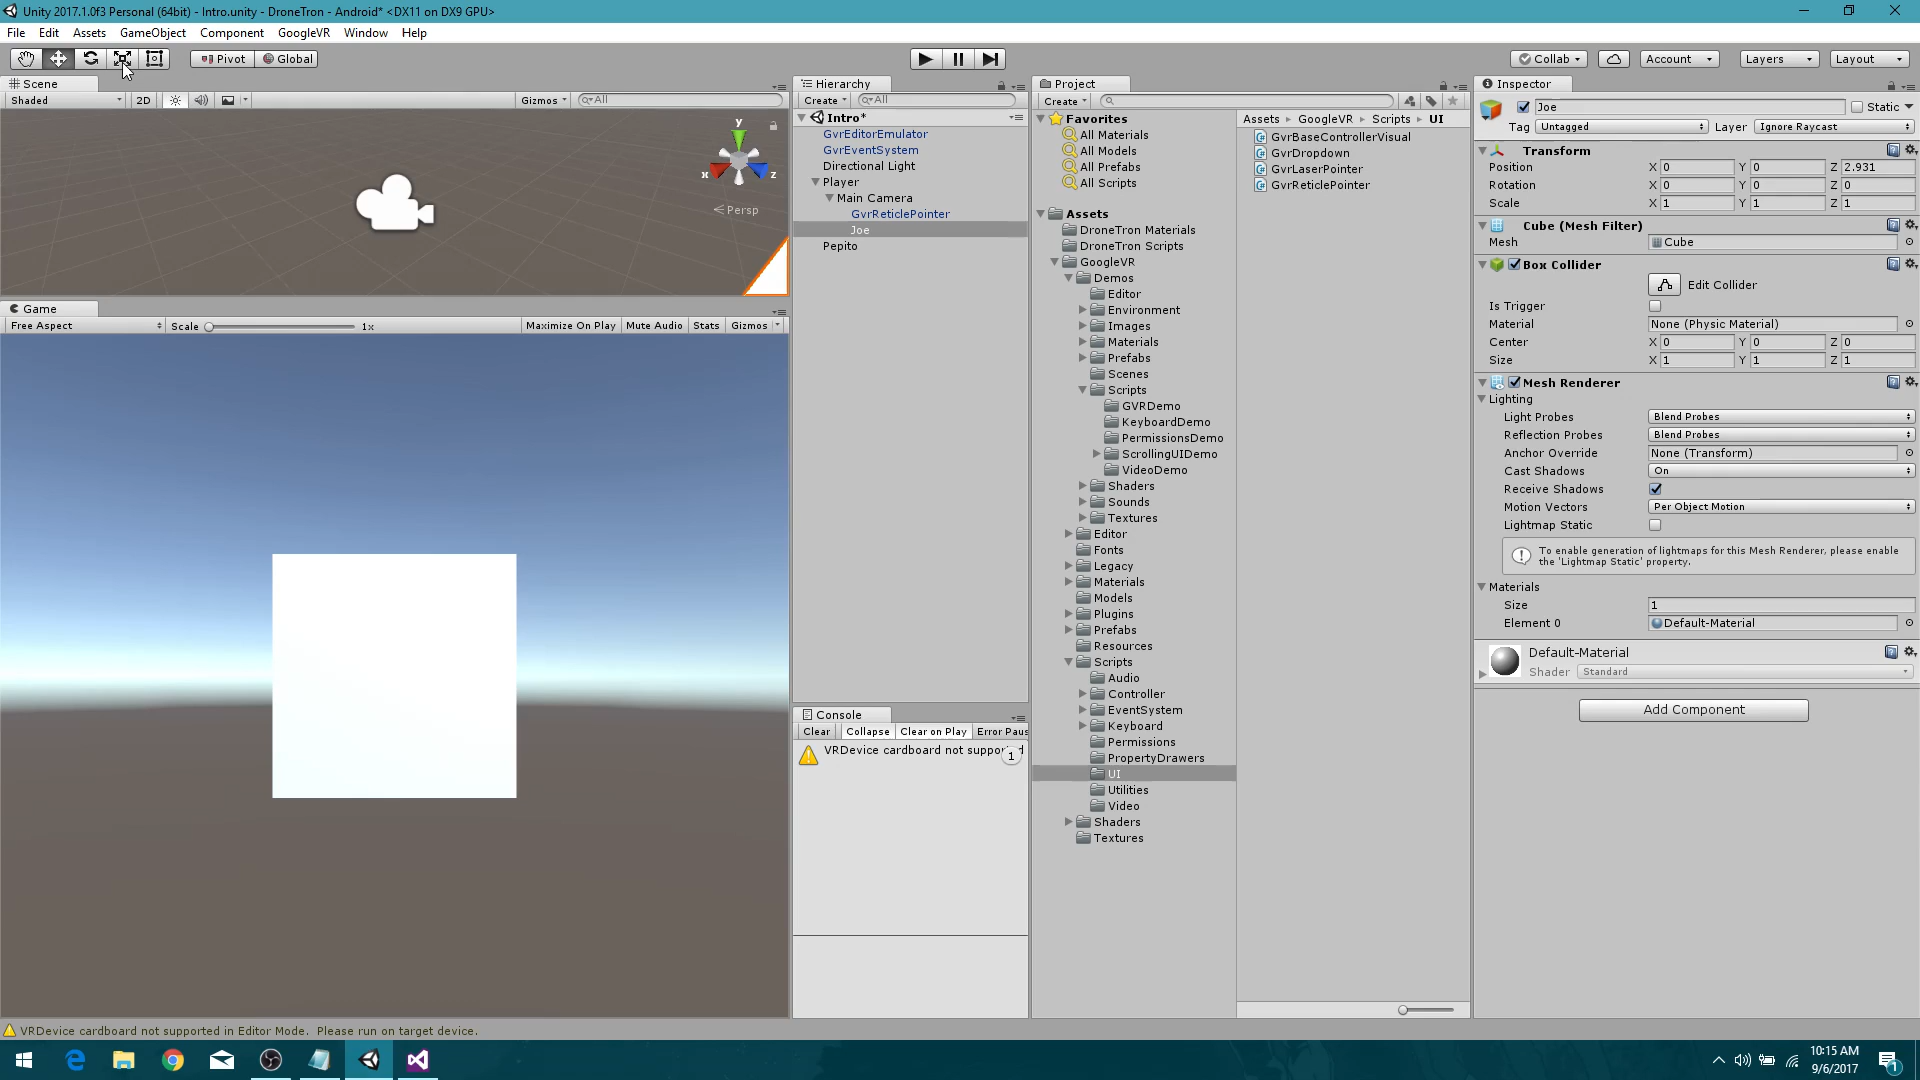 Unity 2017.1.0f3 Personal (64bit) - Intro.unity - DroneTron - Android* <DX11 on DX9 GPU>
File Edit Assets GameObject Component GoogleVR Window Help
Pivot Global Collab Account Layers Layout
Scene
Shaded 2D Gizmos All
y
x z
Persp
Game
Free Aspect Scale 1x Maximize On Play Mute Audio Stats Gizmos
Hierarchy
Create All
Intro*
GvrEditorEmulator
GvrEventSystem
Directional Light
Player
Main Camera
GvrReticlePointer
Joe
Pepito
Console
Clear Collapse Clear on Play Error Paus
VRDevice cardboard not supported
1
Project
Create
Favorites
All Materials
All Models
All Prefabs
All Scripts
Assets
DroneTron Materials
DroneTron Scripts
GoogleVR
Demos
Editor
Environment
Images
Materials
Prefabs
Scenes
Scripts
GVRDemo
KeyboardDemo
PermissionsDemo
ScrollingUIDemo
VideoDemo
Shaders
Sounds
Textures
Editor
Fonts
Legacy
Materials
Models
Plugins
Prefabs
Resources
Scripts
Audio
Controller
EventSystem
Keyboard
Permissions
PropertyDrawers
UI
Utilities
Video
Shaders
Textures
Assets GoogleVR Scripts UI
GvrBaseControllerVisual
GvrDropdown
GvrLaserPointer
GvrReticlePointer
Inspector
Joe Static
Tag Untagged Layer Ignore Raycast
Transform
Position X 0 Y 0 Z 2.931
Rotation X 0 Y 0 Z 0
Scale X 1 Y 1 Z 1
Cube (Mesh Filter)
Mesh Cube
Box Collider
Edit Collider
Is Trigger
Material None (Physic Material)
Center X 0 Y 0 Z 0
Size X 1 Y 1 Z 1
Mesh Renderer
Lighting
Light Probes Blend Probes
Reflection Probes Blend Probes
Anchor Override None (Transform)
Cast Shadows On
Receive Shadows
Motion Vectors Per Object Motion
Lightmap Static
To enable generation of lightmaps for this Mesh Renderer, please enable
the 'Lightmap Static' property.
Materials
Size 1
Element 0 Default-Material
Default-Material
Shader Standard
Add Component
VRDevice cardboard not supported in Editor Mode. Please run on target device.
10:15 AM
9/6/2017
1